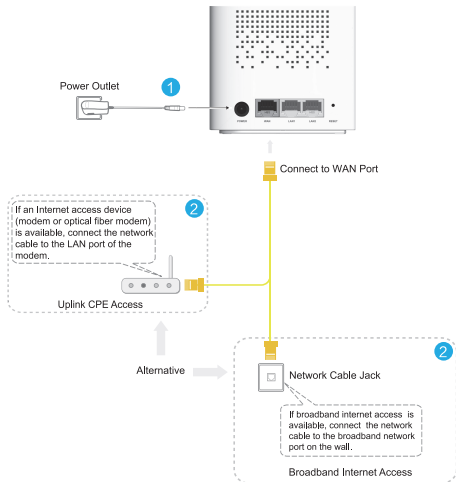 Power Outlet
1
POWER
WAN
LAN2
LAN3
RESET
Connect to WAN Port
2
If an Internet access device
(modem or optical fiber modem)
is available, connect the network
cable to the LAN port of the
modem.
Uplink CPE Access
Alternative
2
Network Cable Jack
If broadband internet access is
available, connect the network
cable to the broadband network
port on the wall.
Broadband Internet Access